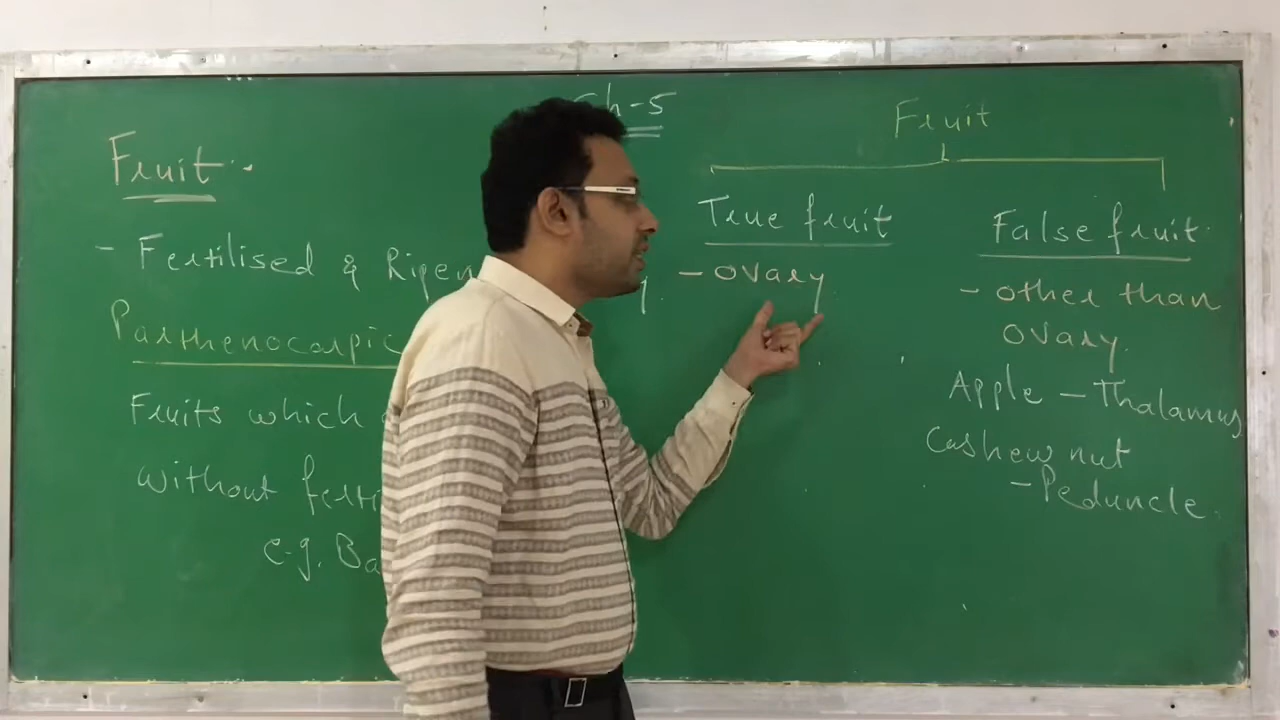 Ch-5
Fruit
- Fertilised & Ripen
Parthenocarpic
Fruits which
without ferti
e.g. Ba
Fruit
True fruit
- Ovary
False fruit
- Other than
Ovary.
Apple - Thalamus
Cashew nut
- Peduncle.